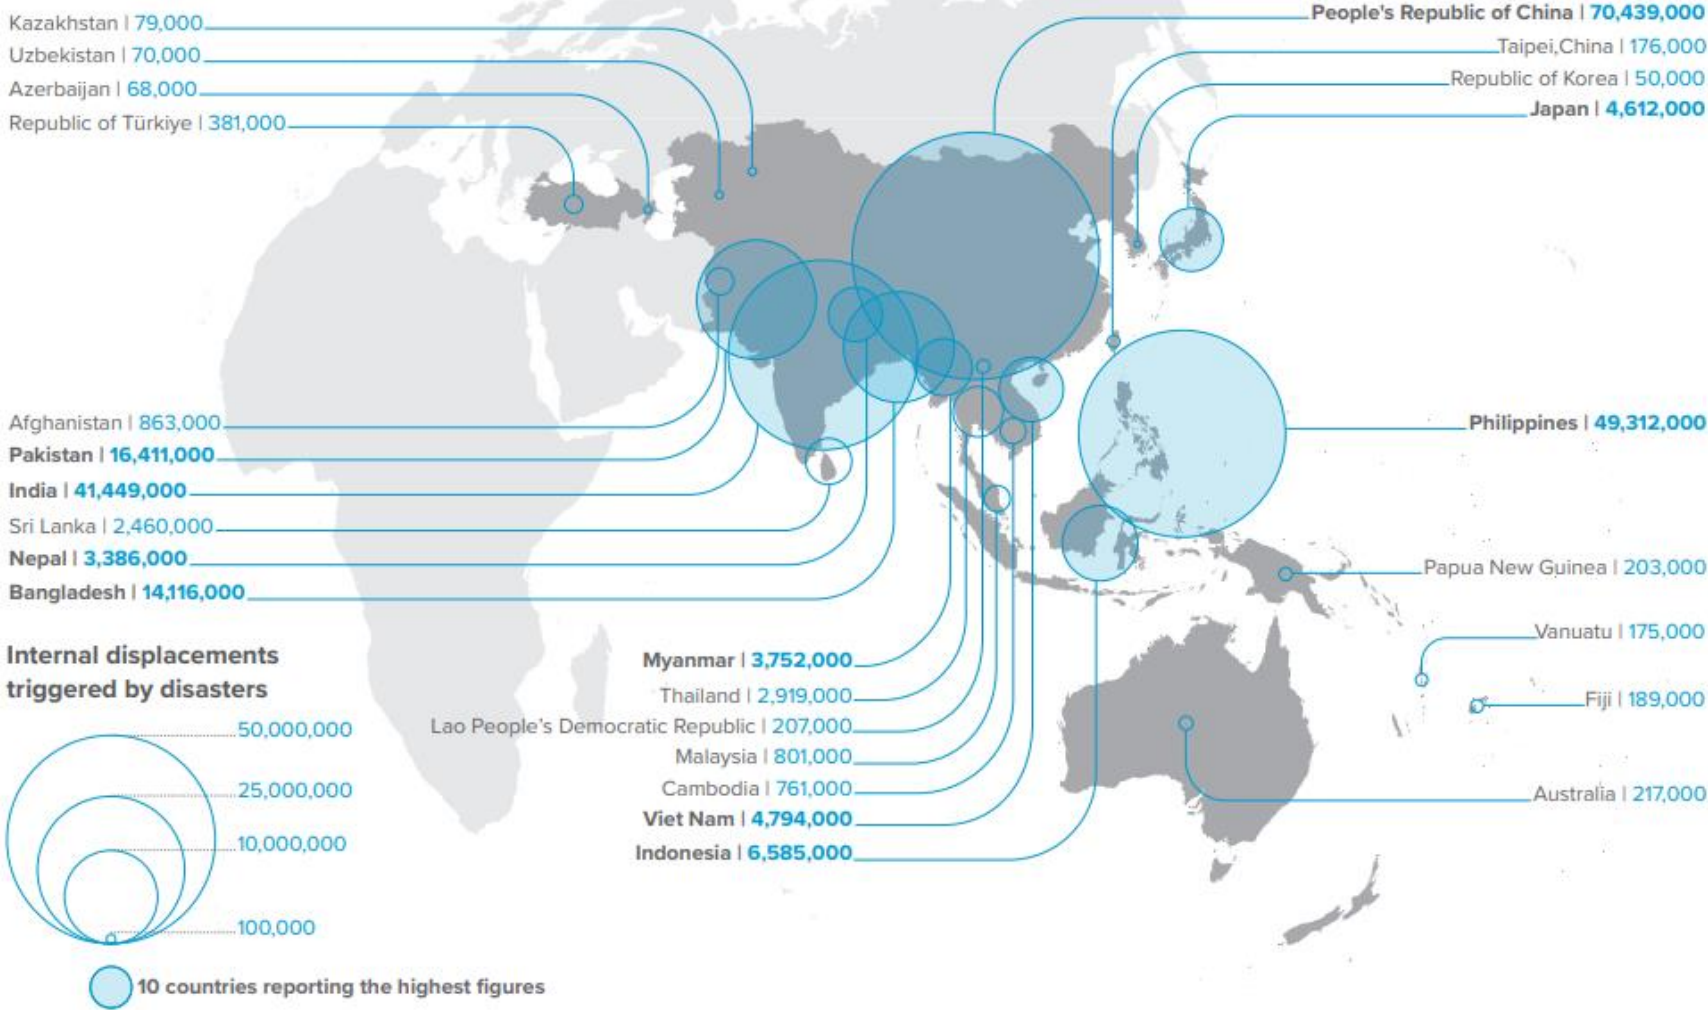 Kazakhstan | 79,000
Uzbekistan | 70,000
Azerbaijan | 68,000
Republic of Türkiye | 381,000
People's Republic of China | 70,439,000
Taipei,China | 176,000
Republic of Korea | 50,000
Japan | 4,612,000
Afghanistan | 863,000
Pakistan | 16,411,000
India | 41,449,000
Sri Lanka | 2,460,000
Nepal | 3,386,000
Bangladesh | 14,116,000
Philippines | 49,312,000
Papua New Guinea | 203,000
Vanuatu | 175,000
Fiji | 189,000
Australia | 217,000
Myanmar | 3,752,000
Thailand | 2,919,000
Lao People’s Democratic Republic | 207,000
Malaysia | 801,000
Cambodia | 761,000
Viet Nam | 4,794,000
Indonesia | 6,585,000
Internal displacements
triggered by disasters
50,000,000
25,000,000
10,000,000
100,000
10 countries reporting the highest figures